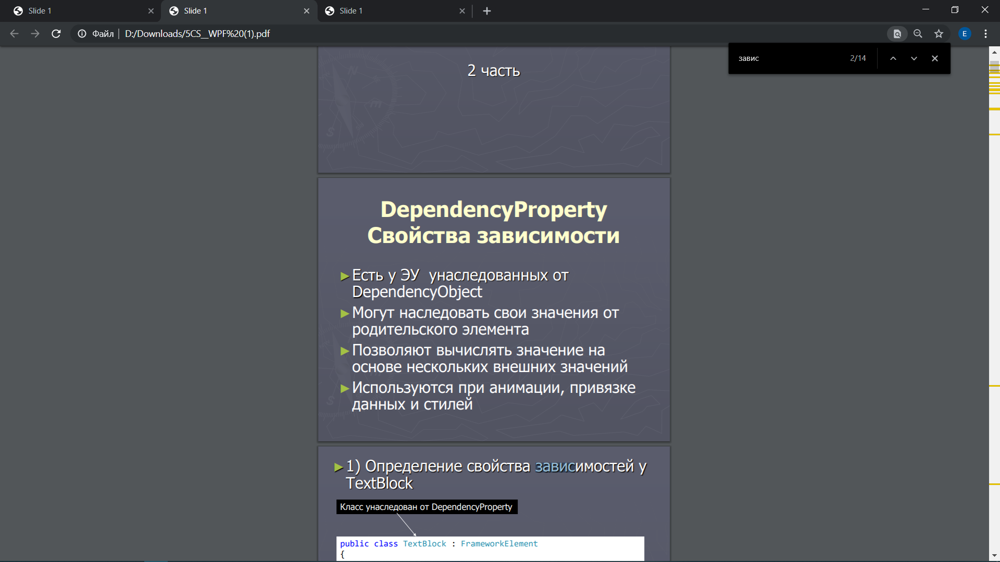 Slide 1
Slide 1
Slide 1
Файл
D:/Downloads/5CS_WPF%20(1).pdf
E
завис
2/14
2 часть
DependencyProperty
Свойства зависимости
►Есть у ЭУ унаследованных от
DependencyObject
►Могут наследовать свои значения от
родительского элемента
►Позволяют вычислять значение на
основе нескольких внешних значений
►Используются при анимации, привязке
данных и стилей
►1) Определение свойства зависимостей у
TextBlock
Класс унаследован от DependencyProperty
public class TextBlock : FrameworkElement
{